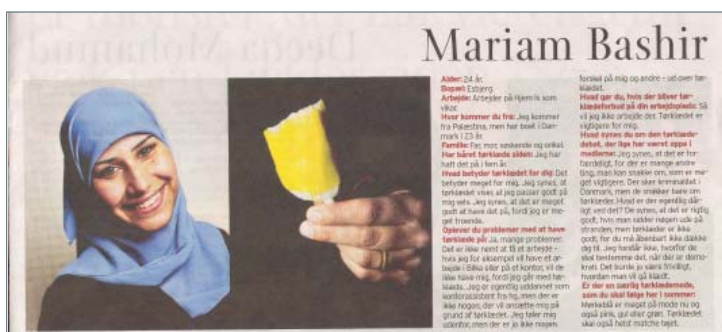 Mariam Bashir
Alder: 24 år.
Bopæl: Esbjerg.
Arbejde: Arbejder på Hjem-Is som
vikar.
Hvor kommer du fra: Jeg kommer
fra Palæstina, men har boet i Dan-
mark i 23 år.
Familie: Far, mor, søskende og onkel.
Har båret tørklæde siden: Jeg har
haft det på i fem år.
Hvad betyder tørklædet for dig: Det
betyder meget for mig. Jeg synes, at
tørklædet viser, at jeg passer godt på
mig selv. Jeg synes, at det er meget
godt at have det på, fordi jeg er me-
get troende.
Oplever du problemer med at have
tørklæde på: Ja, mange problemer.
Det er ikke nemt at få et arbejde -
hvis jeg for eksempel vil have et ar-
bejde i Bilka eller på et kontor, vil de
ikke have mig, fordi jeg går med tør-
klæde. Jeg er egentlig uddannet som
kontorassistent fra hg, men der er
ikke nogen, der vil ansætte mig på
grund af tørklædet. Jeg føler mig
udenfor, men der er jo ikke nogen
forskel på mig og andre - ud over tør-
klædet.
Hvad gør du, hvis der bliver tør-
klædeforbud på din arbejdsplads: Så
vil jeg ikke arbejde der. Tørklædet er
vigtigere for mig.
Hvad synes du om den tørklæde-
debat, der lige har været oppe i
medierne: Jeg synes, at det er for-
færdeligt, for der er mange andre
ting, man kan snakke om, som er me-
get vigtigere. Der sker kriminalitet i
Danmark, men de snakker bare om
tørklæder. Hvad er der egentlig dår-
ligt ved det? De synes, at det er rigtig
godt, hvis man sidder nøgen ude på
stranden, men tørklæder er ikke
godt, for du må åbenbart ikke dække
dig til. Jeg forstår ikke, hvorfor de
skal bestemme det, når der er demo-
krati. Det burde jo være frivilligt,
hvordan man vil gå klædt.
Er der en særlig tørklædemode,
som du skal følge her i sommer:
Mørkeblå er meget på mode nu og
også pink, gul eller grøn. Tørklædet
skal også helst matche tøjet.